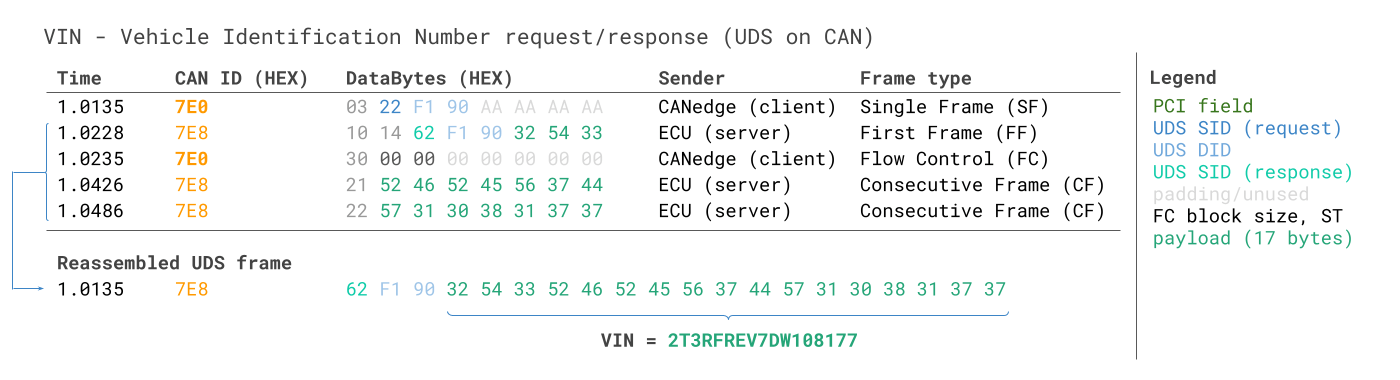 VIN - Vehicle Identification Number request/response (UDS on CAN)
Time CAN ID (HEX) DataBytes (HEX) Sender Frame type
1.0135 7E0 03 22 F1 90 AA AA AA AA CANedge (client) Single Frame (SF)
1.0228 7E8 10 14 62 F1 90 32 54 33 ECU (server) First Frame (FF)
1.0235 7E0 30 00 00 00 00 00 00 00 CANedge (client) Flow Control (FC)
1.0426 7E8 21 52 46 52 45 56 37 44 ECU (server) Consecutive Frame (CF)
1.0486 7E8 22 57 31 30 38 31 37 37 ECU (server) Consecutive Frame (CF)
Reassembled UDS frame
1.0135 7E8 62 F1 90 32 54 33 52 46 52 45 56 37 44 57 31 30 38 31 37 37
VIN = 2T3RFREV7DW108177
Legend
PCI field
UDS SID (request)
UDS DID
UDS SID (response)
padding/unused
FC block size, ST
payload (17 bytes)